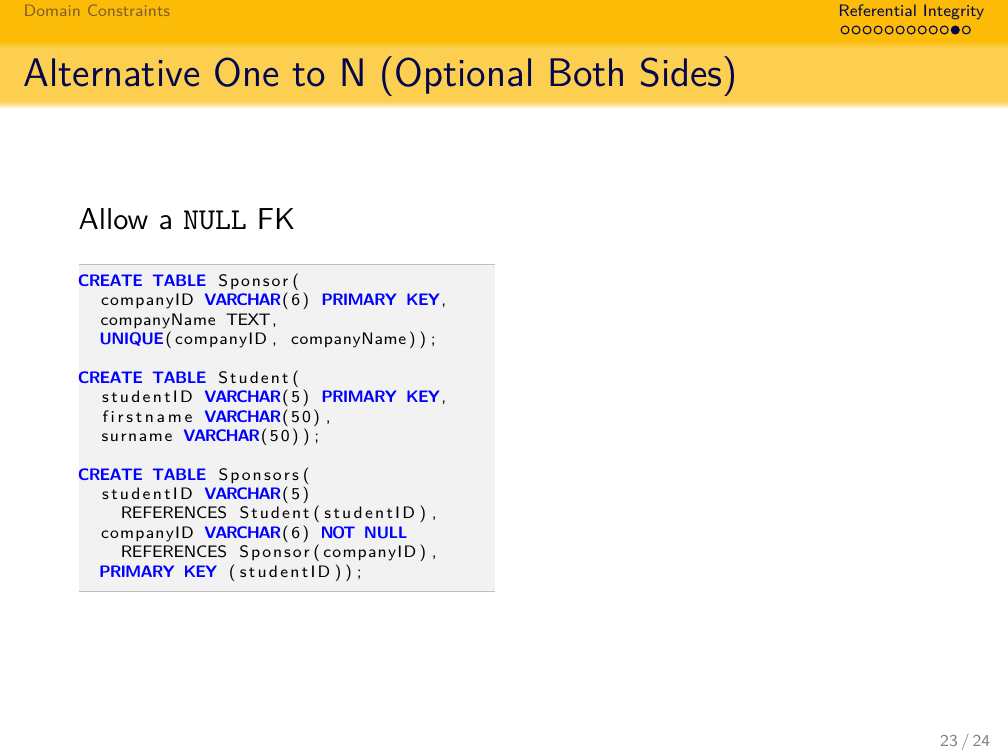 Domain Constraints
Referential Integrity
Alternative One to N (Optional Both Sides)
Allow a NULL FK
CREATE TABLE Sponsor(
companyID VARCHAR(6) PRIMARY KEY,
companyName TEXT,
UNIQUE(companyID, companyName));
CREATE TABLE Student(
studentID VARCHAR(5) PRIMARY KEY,
firstname VARCHAR(50),
surname VARCHAR(50));
CREATE TABLE Sponsors(
studentID VARCHAR(5)
REFERENCES Student(studentID),
companyID VARCHAR(6) NOT NULL
REFERENCES Sponsor(companyID),
PRIMARY KEY (studentID));
23 / 24